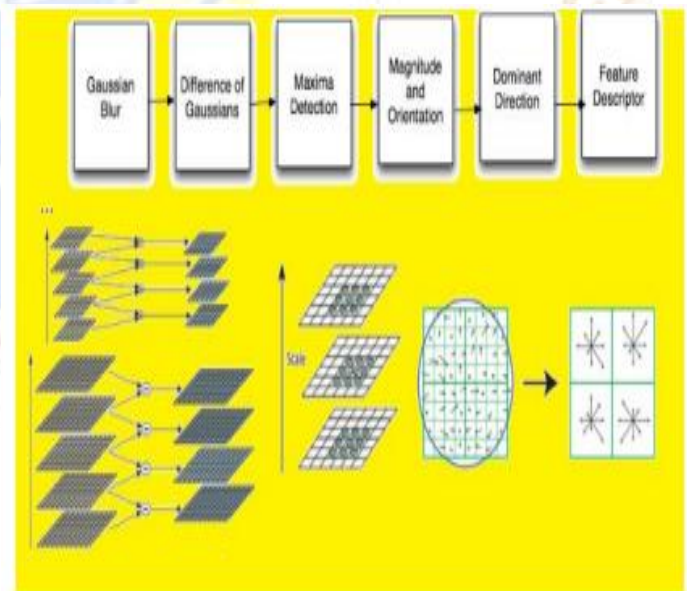 Gaussian
Blur
Difference of
Gaussians
Maxima
Detection
Magnitude
and
Orientation
Dominant
Direction
Feature
Descriptor
...
Scale